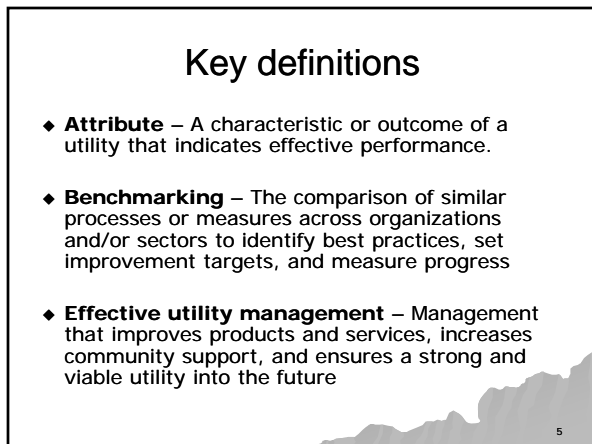 Key definitions
◆ Attribute – A characteristic or outcome of a
utility that indicates effective performance.
◆ Benchmarking – The comparison of similar
processes or measures across organizations
and/or sectors to identify best practices, set
improvement targets, and measure progress
◆ Effective utility management – Management
that improves products and services, increases
community support, and ensures a strong and
viable utility into the future
5